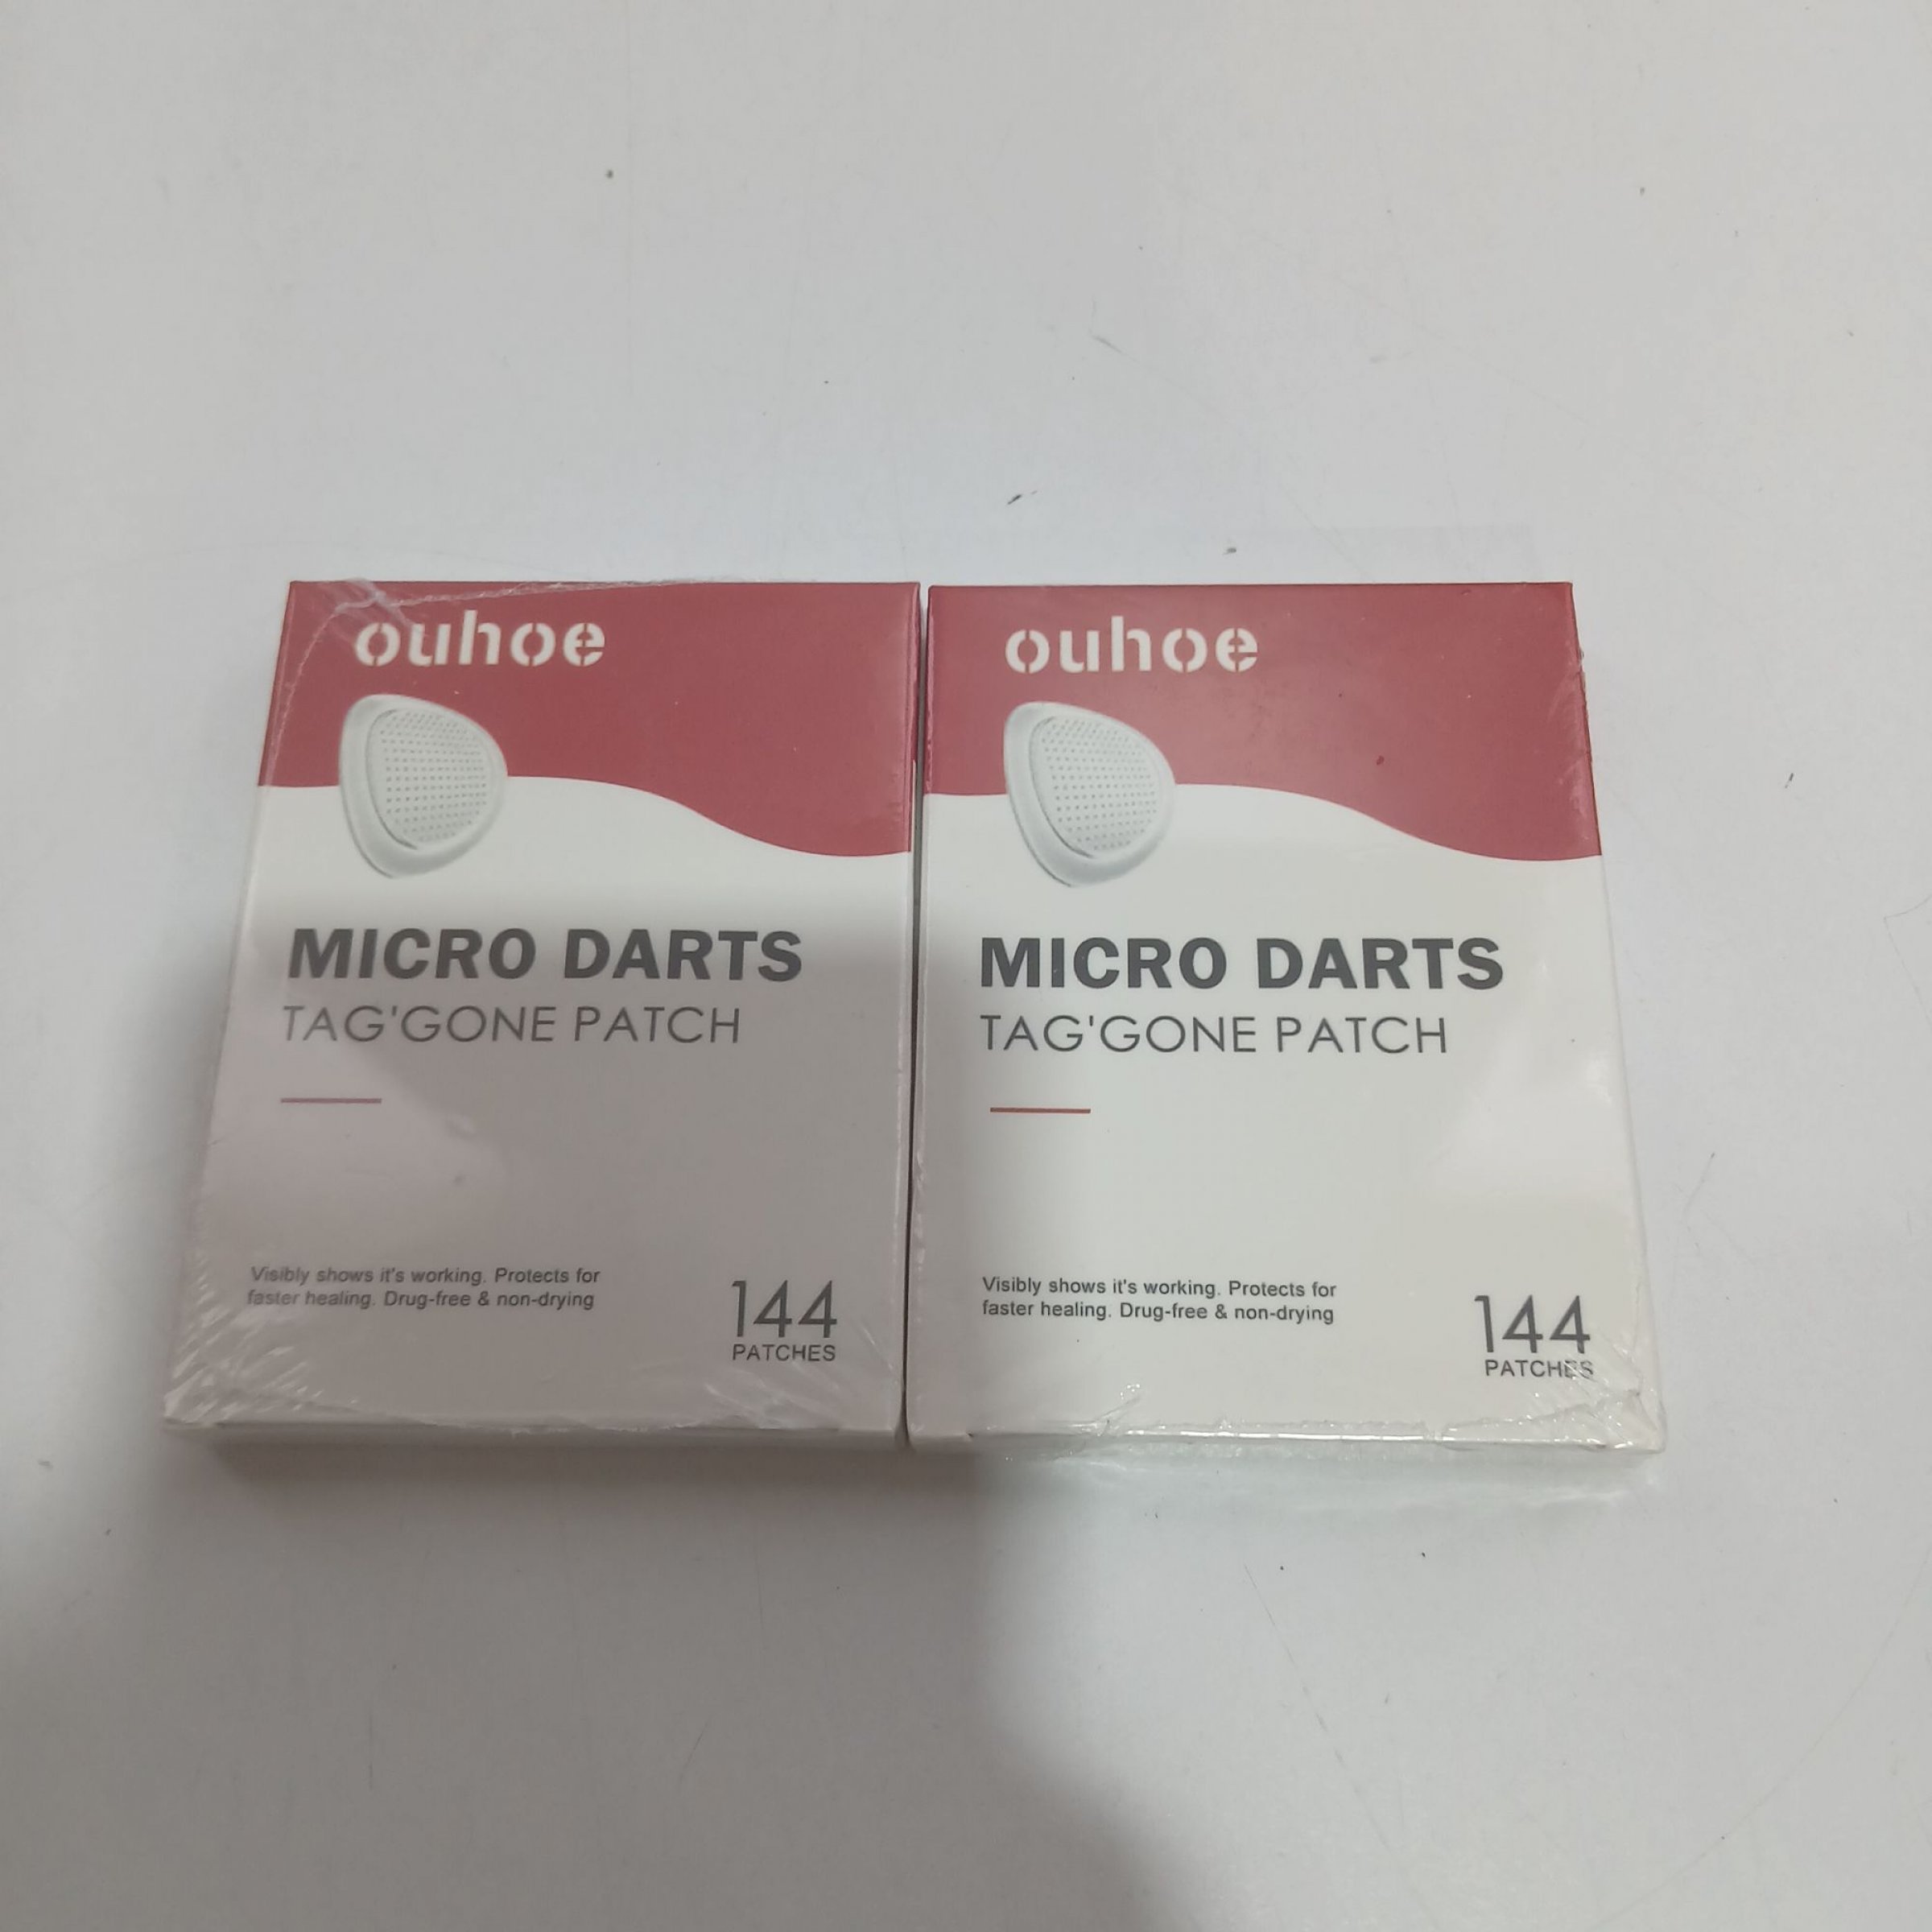 ouhoe
MICRO DARTS
TAG'GONE PATCH
Visibly shows it's working. Protects for
faster healing. Drug-free & non-drying
144
PATCHES
ouhoe
MICRO DARTS
TAG'GONE PATCH
Visibly shows it's working. Protects for
faster healing. Drug-free & non-drying
144
PATCHES